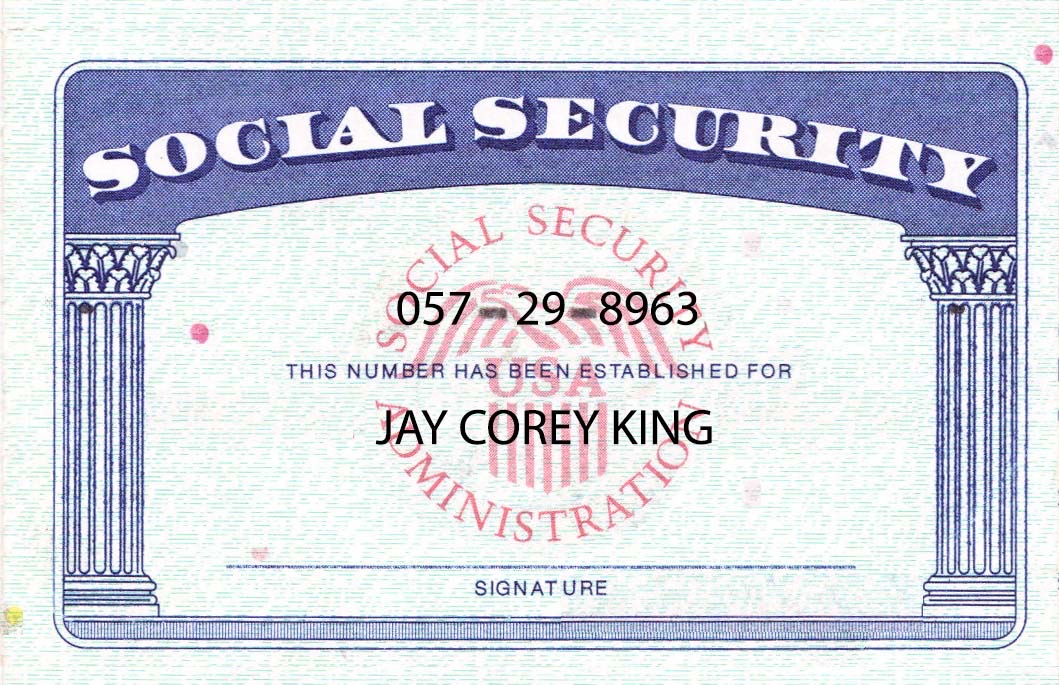 SOCIAL SECURITY
SOCIAL SECURITY
057 - 29 - 8963
THIS NUMBER HAS BEEN ESTABLISHED FOR
USA
JAY COREY KING
ADMINISTRATION
SIGNATURE